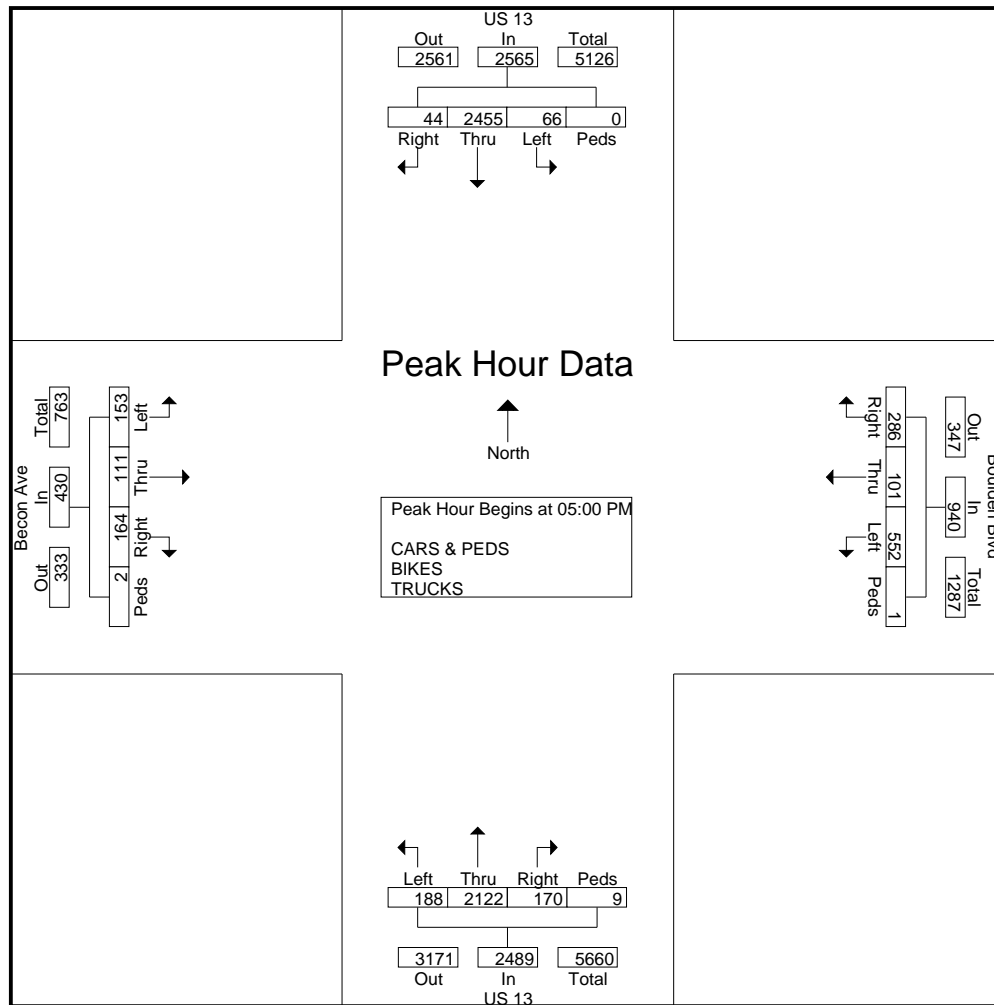 US 13
Out In Total
2561 2565 5126
44 2455 66 0
Right Thru Left Peds
Peak Hour Data
North
Peak Hour Begins at 05:00 PM
CARS & PEDS
BIKES
TRUCKS
Becon Ave
Out In Total
333 430 763
2 164 111 153
Peds Right Thru Left
Out In Total
347 940 1287
286 101 552 1
Right Thru Left Peds
Left Thru Right Peds
188 2122 170 9
3171 2489 5660
Out In Total
US 13